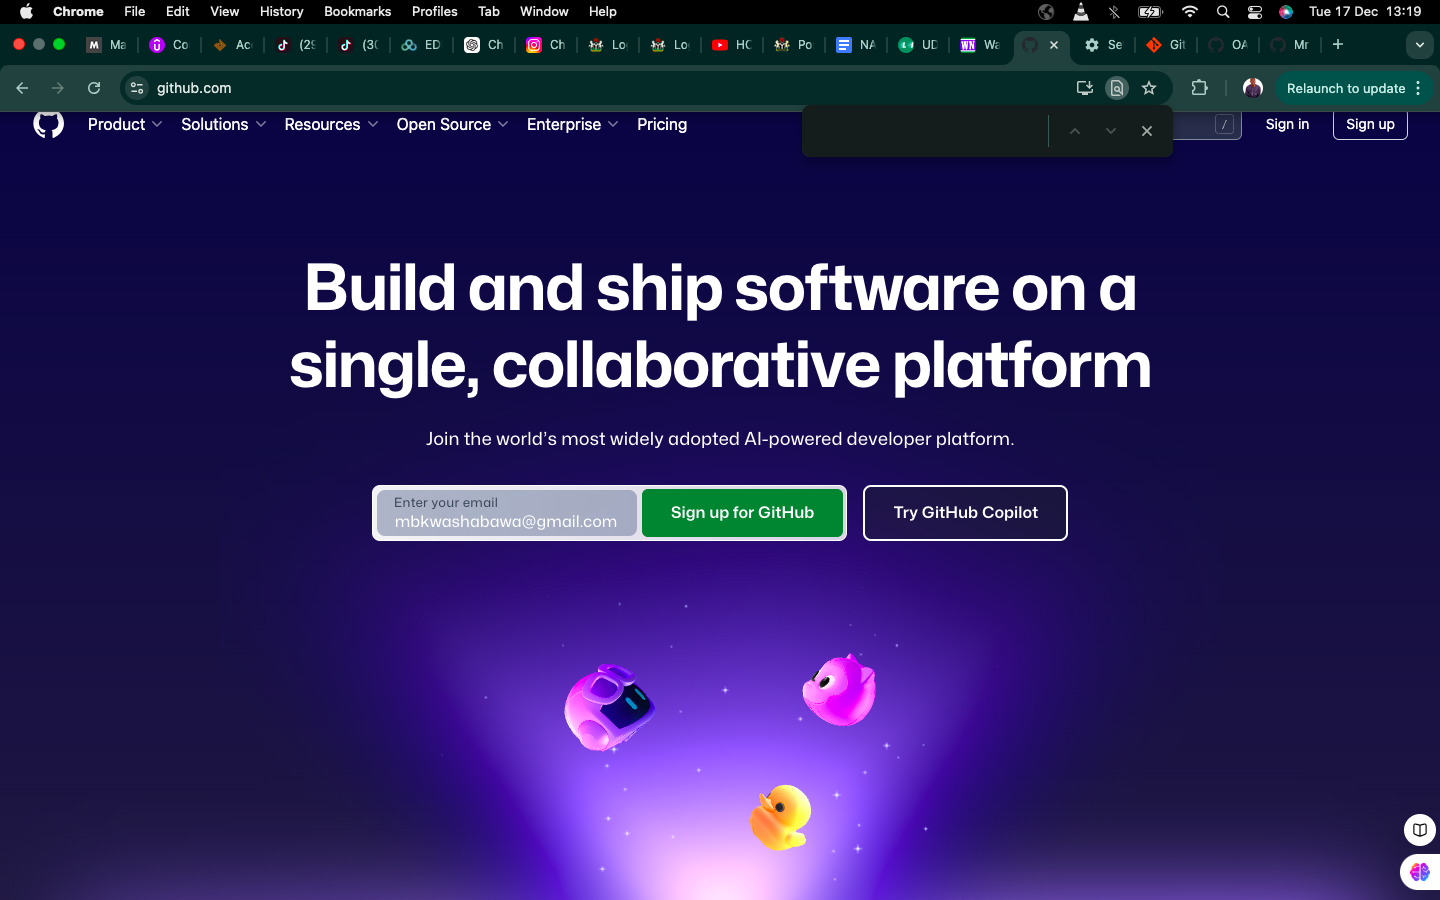 Chrome File Edit View History Bookmarks Profiles Tab Window Help Tue 17 Dec 13:19
M Ma Co Ac (29 (30 ED Ch Ch Lo Lo HC Po NA UD WN Wa Se Git OA Mr
github.com Relaunch to update
Product Solutions Resources Open Source Enterprise Pricing / Sign in Sign up
Build and ship software on a
single, collaborative platform
Join the world's most widely adopted AI-powered developer platform.
Enter your email
mbkwashabawa@gmail.com
Sign up for GitHub
Try GitHub Copilot